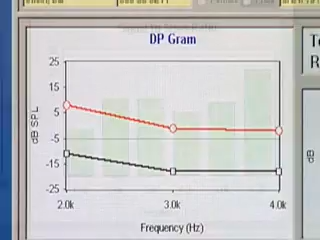 DP Gram
25
15
5
-5
-15
-25
dB SPL
2.0k
3.0k
4.0k
Frequency (Hz)
T
R
dB